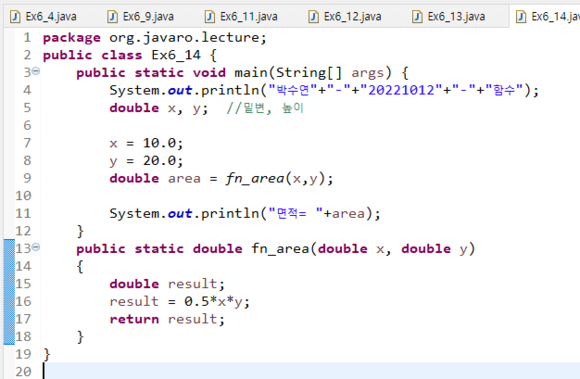 Ex6_4.java Ex6_9.java Ex6_11.java Ex6_12.java Ex6_13.java Ex6_14.jav
1 package org.javaro.lecture;
2 public class Ex6_14 {
3 public static void main(String[] args) {
4 System.out.println("박수연"+"-"+"20221012"+"-"+"함수");
5 double x, y; //밑변, 높이
6
7 x = 10.0;
8 y = 20.0;
9 double area = fn_area(x,y);
10
11 System.out.println("면적= "+area);
12 }
13 public static double fn_area(double x, double y)
14 {
15 double result;
16 result = 0.5*x*y;
17 return result;
18 }
19 }
20